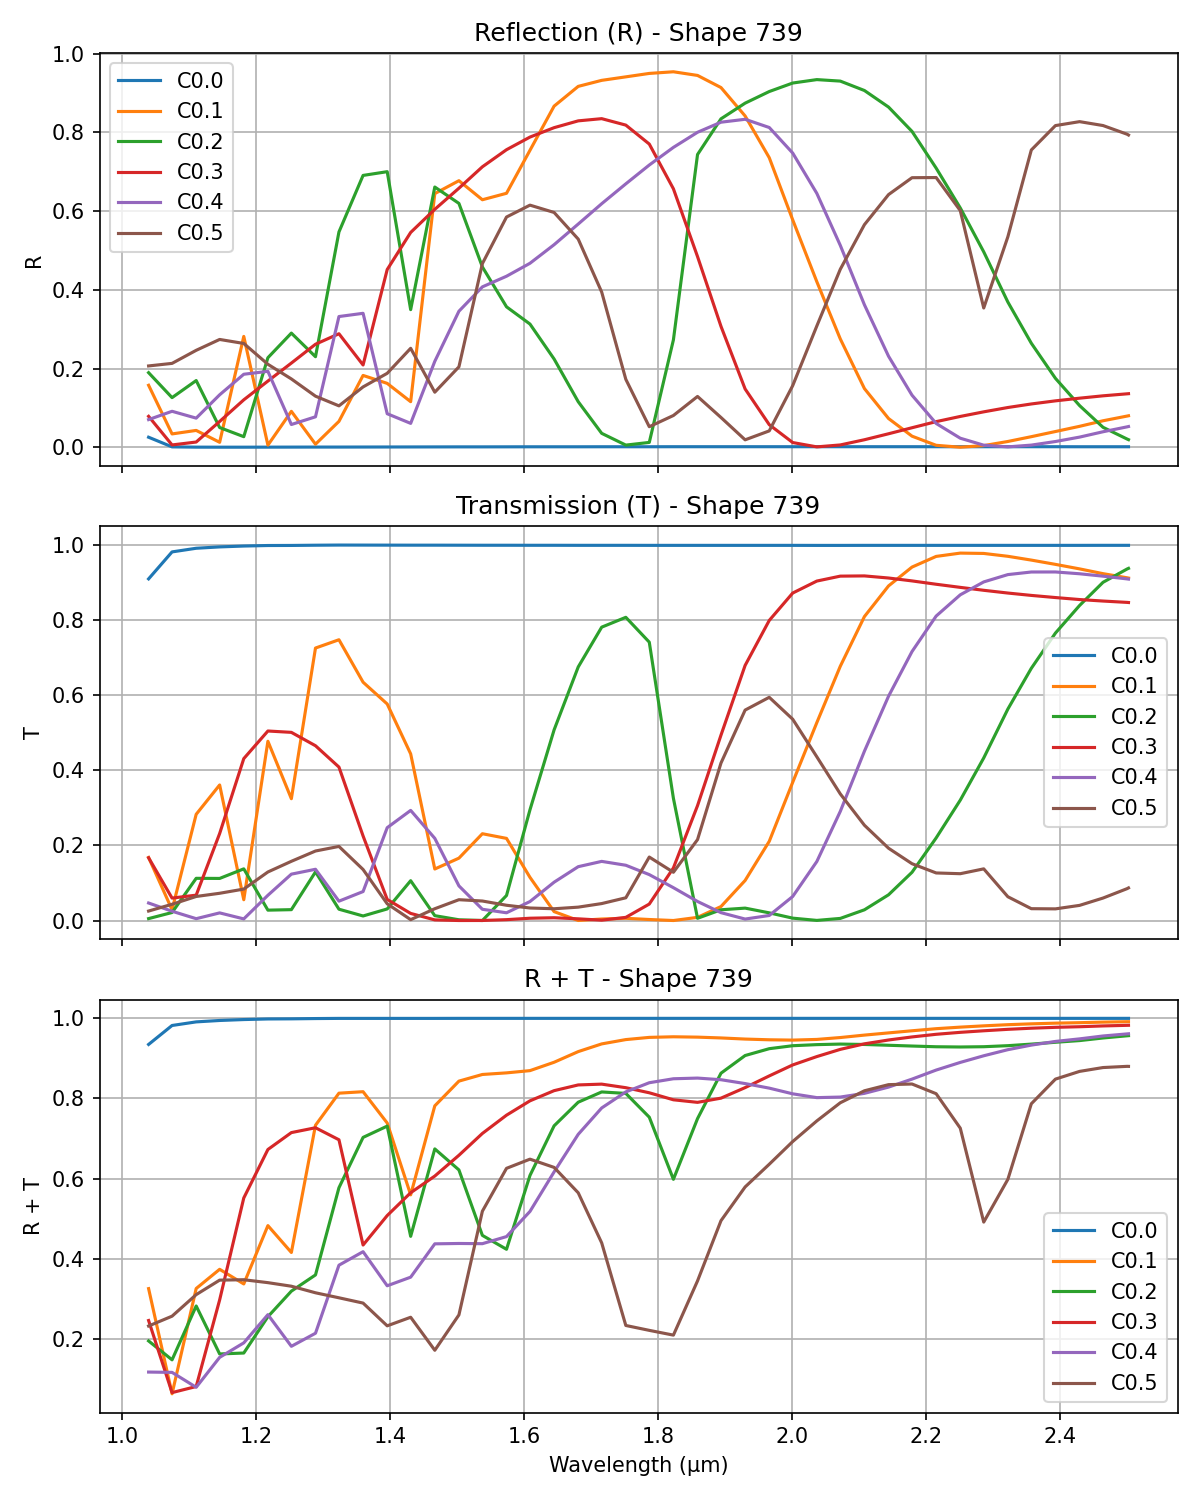 Reflection (R) - Shape 739
1.0
0.8
0.6
0.4
0.2
0.0
R
C0.0
C0.1
C0.2
C0.3
C0.4
C0.5
Transmission (T) - Shape 739
1.0
0.8
0.6
0.4
0.2
0.0
T
C0.0
C0.1
C0.2
C0.3
C0.4
C0.5
R + T - Shape 739
1.0
0.8
0.6
0.4
0.2
R + T
C0.0
C0.1
C0.2
C0.3
C0.4
C0.5
1.0 1.2 1.4 1.6 1.8 2.0 2.2 2.4
Wavelength (μm)